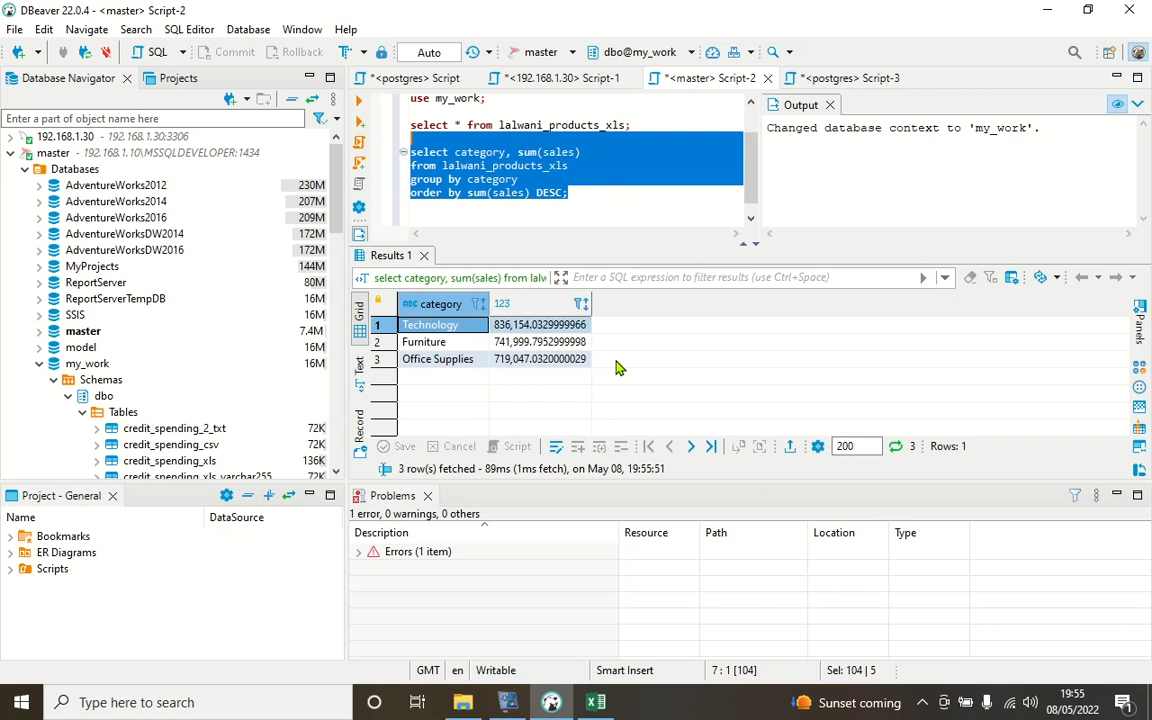 DBeaver 22.0.4 - <master> Script-2
File Edit Navigate Search SQL Editor Database Window Help
SQL Commit Rollback Auto master dbo@my_work
Database Navigator Projects
Enter a part of object name here
192.168.1.30 - 192.168.1.30:3306
master - 192.168.1.10\MSSQLDEVELOPER:1434
Databases
AdventureWorks2012 230M
AdventureWorks2014 207M
AdventureWorks2016 209M
AdventureWorksDW2014 172M
AdventureWorksDW2016 172M
MyProjects 144M
ReportServer 80M
ReportServerTempDB 16M
SSIS 16M
master 7.4M
model 16M
my_work 16M
Schemas
dbo
Tables
credit_spending_2_txt 72K
credit_spending_csv 72K
credit_spending_xls 136K
credit_spending_xls_varchar255 72K
*<postgres> Script *<192.168.1.30> Script-1 *<master> Script-2 *<postgres> Script-3
use my_work;
select * from lalwani_products_xls;
select category, sum(sales)
from lalwani_products_xls
group by category
order by sum(sales) DESC;
Output
Changed database context to 'my_work'.
Results 1
select category, sum(sales) from lalw Enter a SQL expression to filter results (use Ctrl+Space)
Grid
Text
Record
ABC category 123
1 Technology 836,154.0329999966
2 Furniture 741,999.7952999998
3 Office Supplies 719,047.0320000029
Panels
Save Cancel Script 200 3 Rows: 1
3 row(s) fetched - 89ms (1ms fetch), on May 08, 19:55:51
Project - General
Name DataSource
Bookmarks
ER Diagrams
Scripts
Problems
1 error, 0 warnings, 0 others
Description Resource Path Location Type
Errors (1 item)
GMT en Writable Smart Insert 7 : 1 [104] Sel: 104 | 5
Type here to search
Sunset coming
19:55
08/05/2022
1